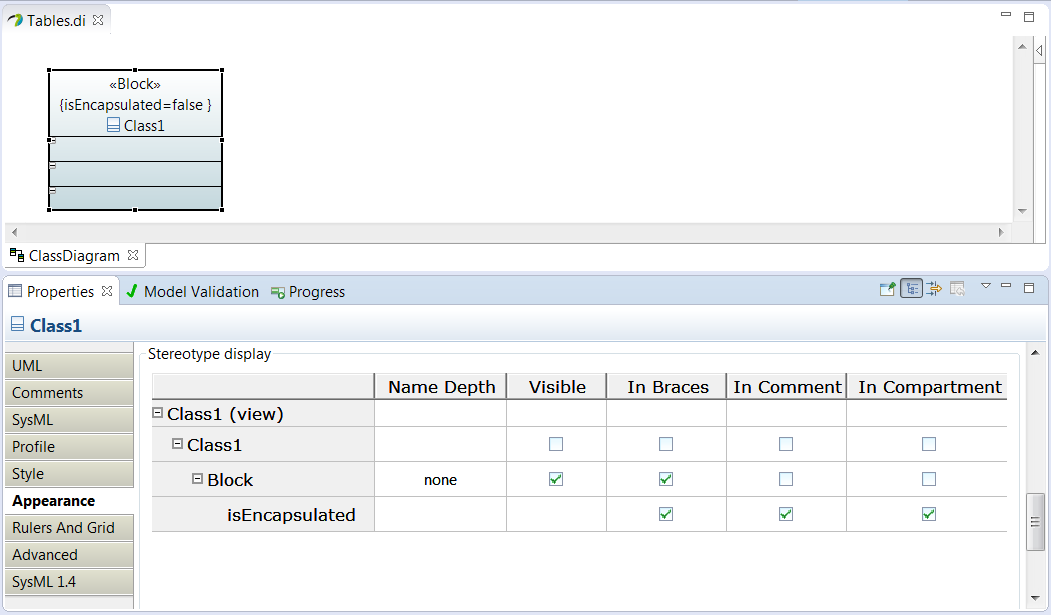 Tables.di
«Block»
{isEncapsulated=false }
Class1
ClassDiagram
Properties Model Validation Progress
Class1
Stereotype display
UML
Comments
SysML
Profile
Style
Appearance
Rulers And Grid
Advanced
SysML 1.4
Name Depth Visible In Braces In Comment In Compartment
Class1 (view)
Class1
Block none
isEncapsulated